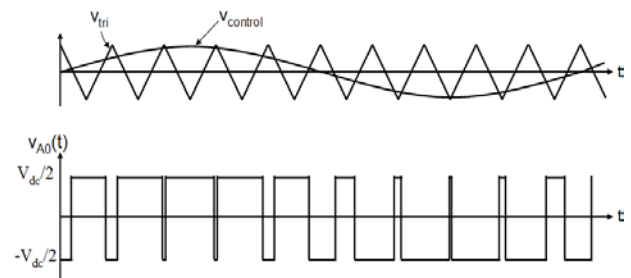 v_tri
v_control
t
v_A0(t)
V_dc/2
t
-V_dc/2